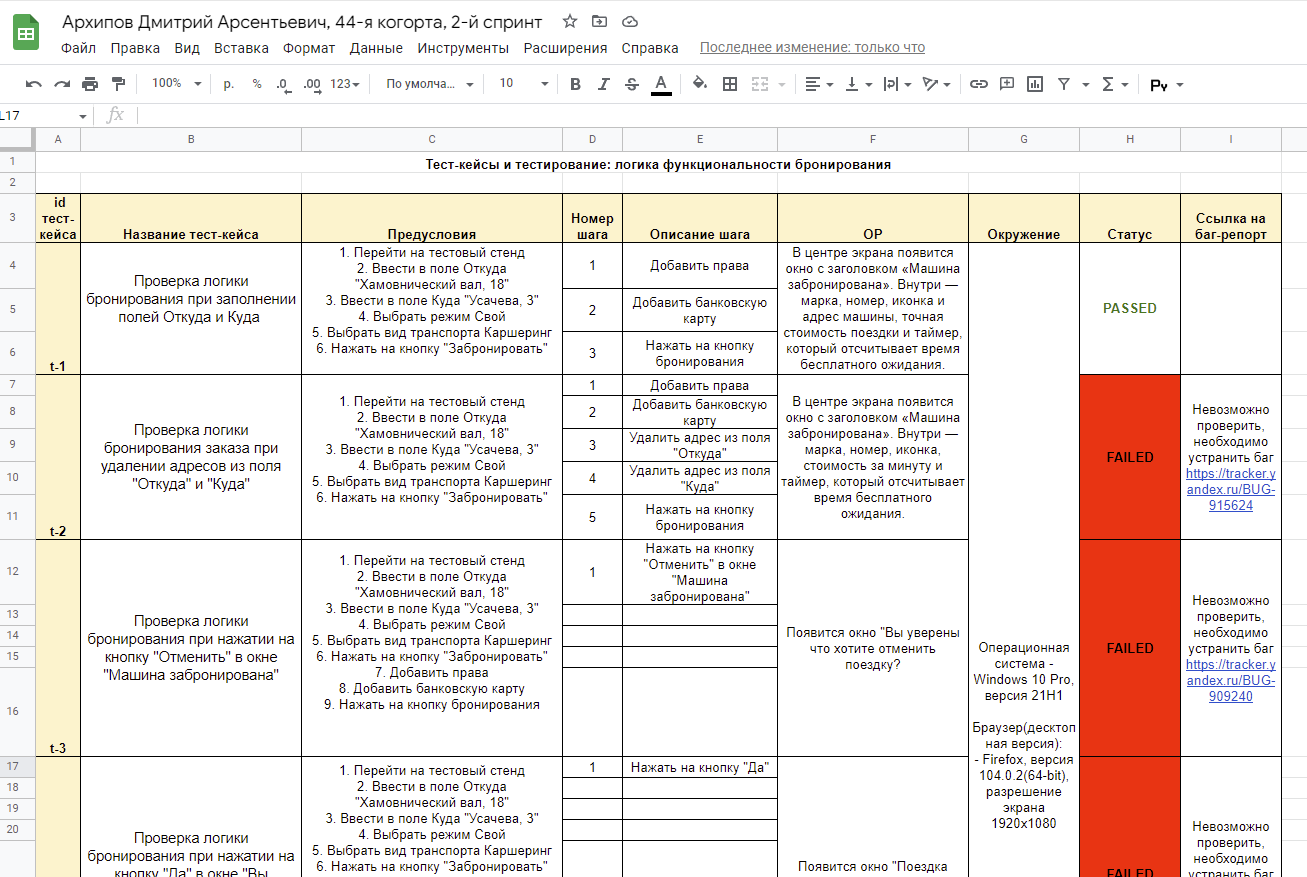 Архипов Дмитрий Арсентьевич, 44-я когорта, 2-й спринт
Файл Правка Вид Вставка Формат Данные Инструменты Расширения Справка Последнее изменение: только что
100% р. % .0 .00 123 По умолча... 10 B I S A Σ Ру
L17 fx
A B C D E F G H I
1 Тест-кейсы и тестирование: логика функциональности бронирования
2
3
id
тест-
кейса
Название тест-кейса
Предусловия
Номер
шага
Описание шага
ОР
Окружение
Статус
Ссылка на
баг-репорт
4
5
6
t-1
Проверка логики
бронирования при заполнении
полей Откуда и Куда
1. Перейти на тестовый стенд
2. Ввести в поле Откуда
"Хамовнический вал, 18"
3. Ввести в поле Куда "Усачева, 3"
4. Выбрать режим Свой
5. Выбрать вид транспорта Каршеринг
6. Нажать на кнопку "Забронировать"
1 Добавить права
2 Добавить банковскую
карту
3 Нажать на кнопку
бронирования
В центре экрана появится
окно с заголовком «Машина
забронирована». Внутри —
марка, номер, иконка и
адрес машины, точная
стоимость поездки и таймер,
который отсчитывает время
бесплатного ожидания.
PASSED
7
8
9
10
11
t-2
Проверка логики
бронирования заказа при
удалении адресов из поля
"Откуда" и "Куда"
1. Перейти на тестовый стенд
2. Ввести в поле Откуда
"Хамовнический вал, 18"
3. Ввести в поле Куда "Усачева, 3"
4. Выбрать режим Свой
5. Выбрать вид транспорта Каршеринг
6. Нажать на кнопку "Забронировать"
1 Добавить права
2 Добавить банковскую
карту
3 Удалить адрес из поля
"Откуда"
4 Удалить адрес из поля
"Куда"
5 Нажать на кнопку
бронирования
В центре экрана появится
окно с заголовком «Машина
забронирована». Внутри —
марка, номер, иконка,
стоимость за минуту и
таймер, который отсчитывает
время бесплатного
ожидания.
FAILED
Невозможно
проверить,
необходимо
устранить баг
https://tracker.y
andex.ru/BUG-
915624
12
13
14
15
16
t-3
Проверка логики
бронирования при нажатии на
кнопку "Отменить" в окне
"Машина забронирована"
1. Перейти на тестовый стенд
2. Ввести в поле Откуда
"Хамовнический вал, 18"
3. Ввести в поле Куда "Усачева, 3"
4. Выбрать режим Свой
5. Выбрать вид транспорта Каршеринг
6. Нажать на кнопку "Забронировать"
7. Добавить права
8. Добавить банковскую карту
9. Нажать на кнопку бронирования
1
Нажать на кнопку
"Отменить" в окне
"Машина
забронирована"
Появится окно "Вы уверены
что хотите отменить
поездку?
Операционная
система -
Windows 10 Pro,
версия 21H1
Браузер(десктоп
ная версия):
- Firefox, версия
104.0.2(64-bit),
разрешение
экрана
1920x1080
FAILED
Невозможно
проверить,
необходимо
устранить баг
https://tracker.y
andex.ru/BUG-
909240
17
18
19
20
Проверка логики
бронирования при нажатии на
кнопку "Да" в окне "Вы
1. Перейти на тестовый стенд
2. Ввести в поле Откуда
"Хамовнический вал, 18"
3. Ввести в поле Куда "Усачева, 3"
4. Выбрать режим Свой
5. Выбрать вид транспорта Каршеринг
6. Нажать на кнопку "Забронировать"
1 Нажать на кнопку "Да"
Появится окно "Поездка
FAILED
Невозможно
проверить,
необходимо
устранить баг